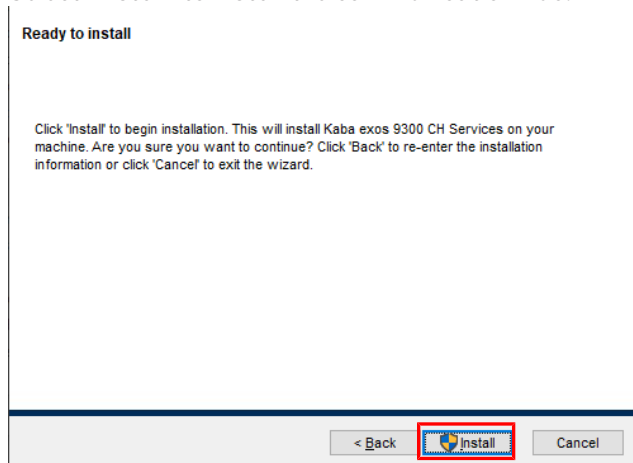 Ready to install
Click 'Install' to begin installation. This will install Kaba exos 9300 CH Services on your
machine. Are you sure you want to continue? Click 'Back' to re-enter the installation
information or click 'Cancel' to exit the wizard.
< Back Install Cancel